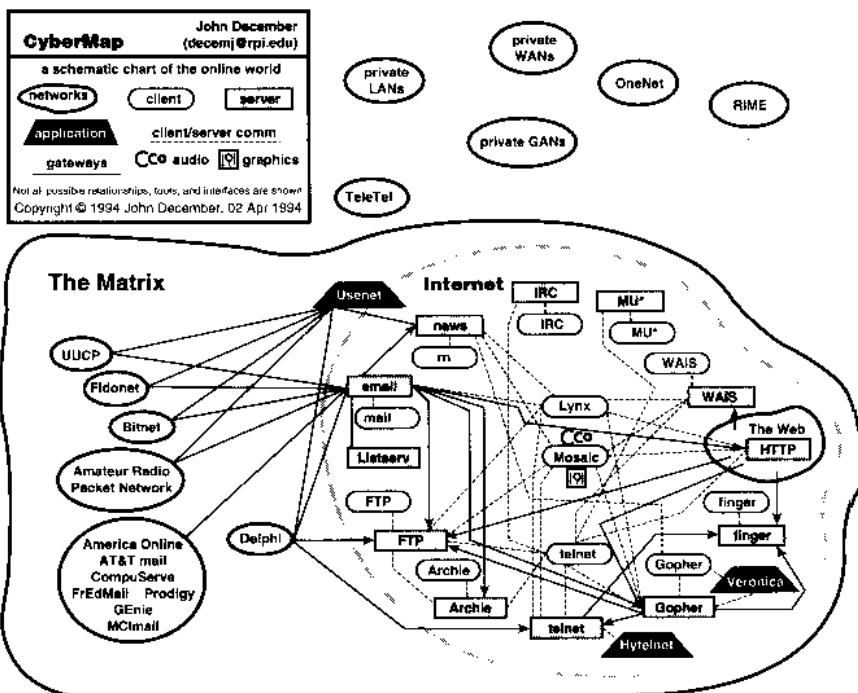 CyberMap
John December
(decemj@rpi.edu)
a schematic chart of the online world
networks
client
server
application
client/server comm
gateways
audio
graphics
Not all possible relationships, tools, and interfaces are shown
Copyright © 1994 John December. 02 Apr 1994
private
LANs
private
WANs
OneNet
RIME
private GANs
TeleTel
The Matrix
Usenet
Internet
IRC
MU*
news
IRC
MU*
rn
UUCP
WAIS
Fidonet
email
WAIS
Lynx
mail
The Web
Bitnet
HTTP
Listserv
Mosaic
Amateur Radio
Packet Network
FTP
finger
America Online
AT&T mail
CompuServe
FrEdMail Prodigy
GEnie
MCImail
Delphi
FTP
finger
telnet
Archie
Gopher
Veronica
Archie
Gopher
telnet
Hytelnet